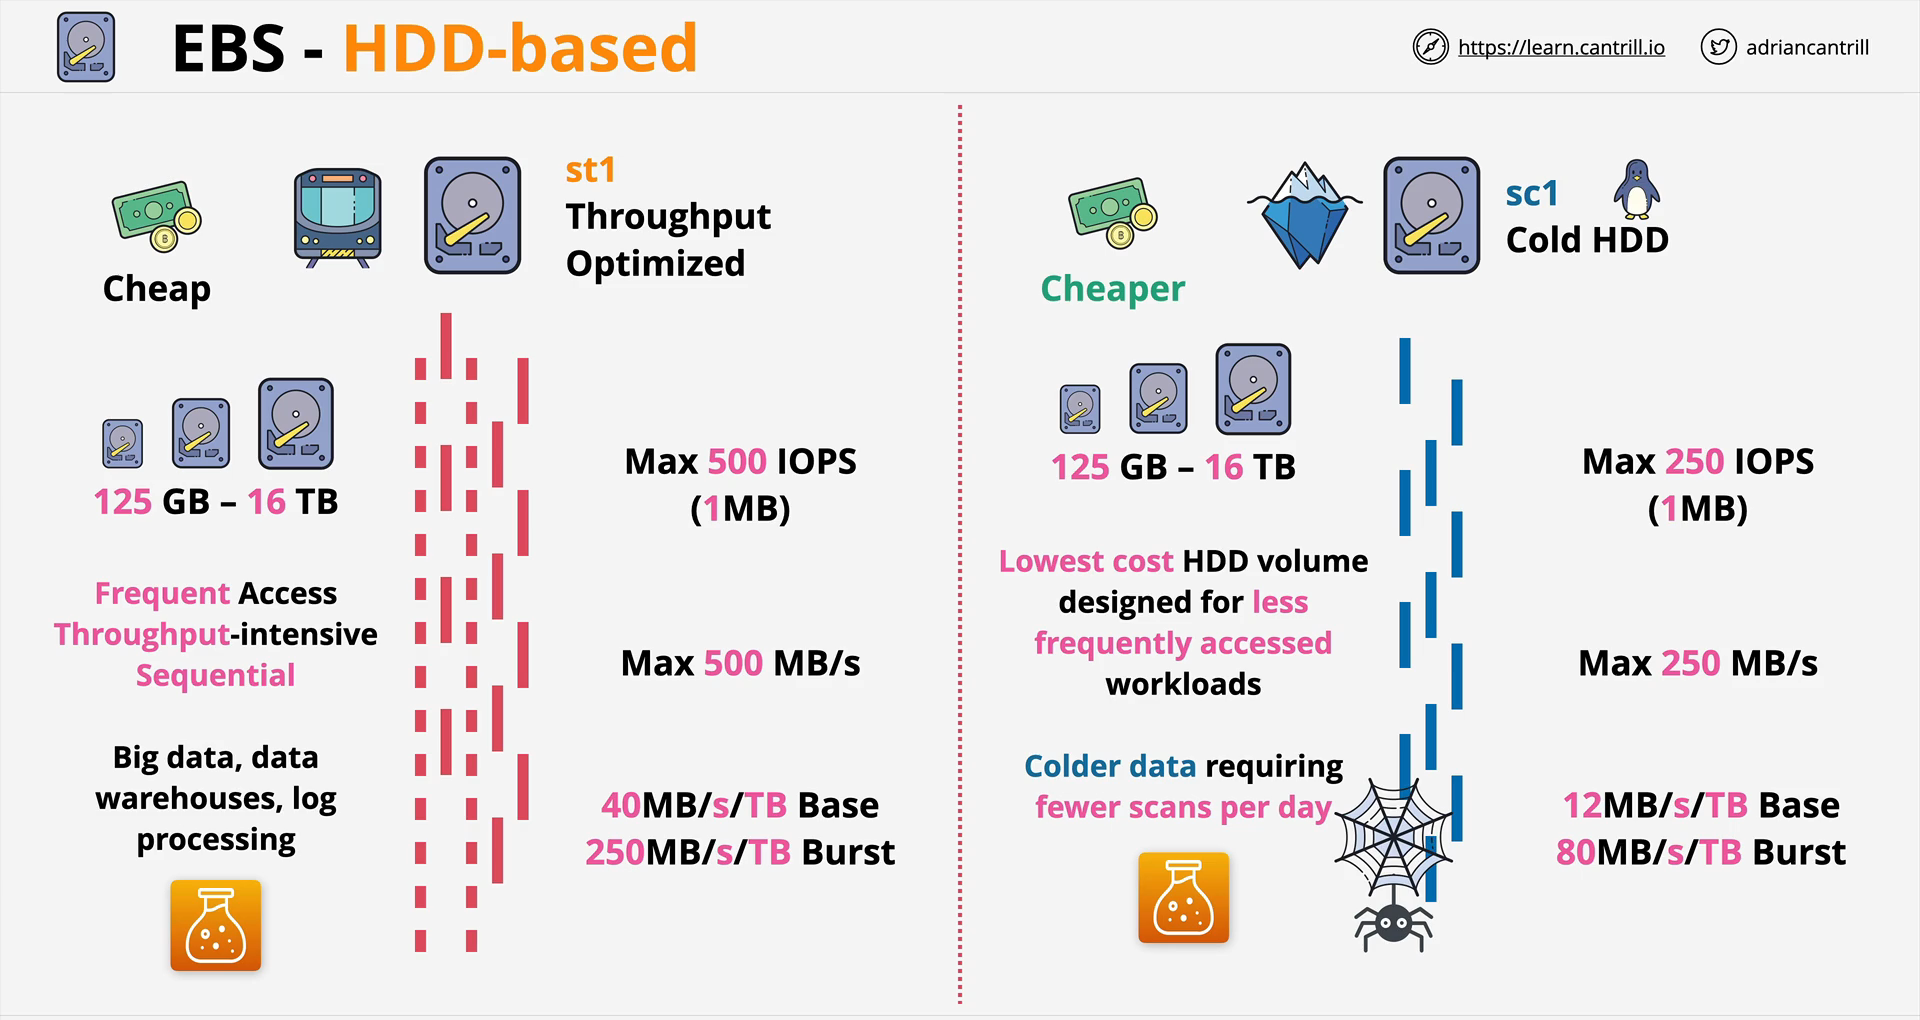 EBS - HDD-based
https://learn.cantrill.io
adriancantrill
st1
Throughput
Optimized
Cheap
125 GB – 16 TB
Frequent Access
Throughput-intensive
Sequential
Big data, data
warehouses, log
processing
Max 500 IOPS
(1MB)
Max 500 MB/s
40MB/s/TB Base
250MB/s/TB Burst
sc1
Cold HDD
Cheaper
125 GB – 16 TB
Lowest cost HDD volume
designed for less
frequently accessed
workloads
Colder data requiring
fewer scans per day
Max 250 IOPS
(1MB)
Max 250 MB/s
12MB/s/TB Base
80MB/s/TB Burst